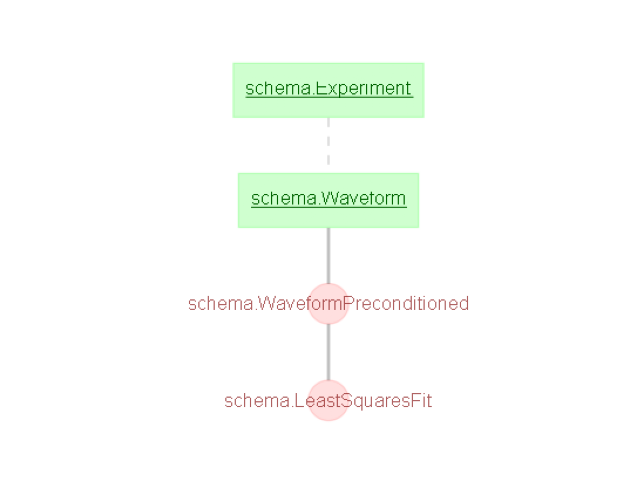 schema.Experiment
schema.Waveform
schema.WaveformPreconditioned
schema.LeastSquaresFit